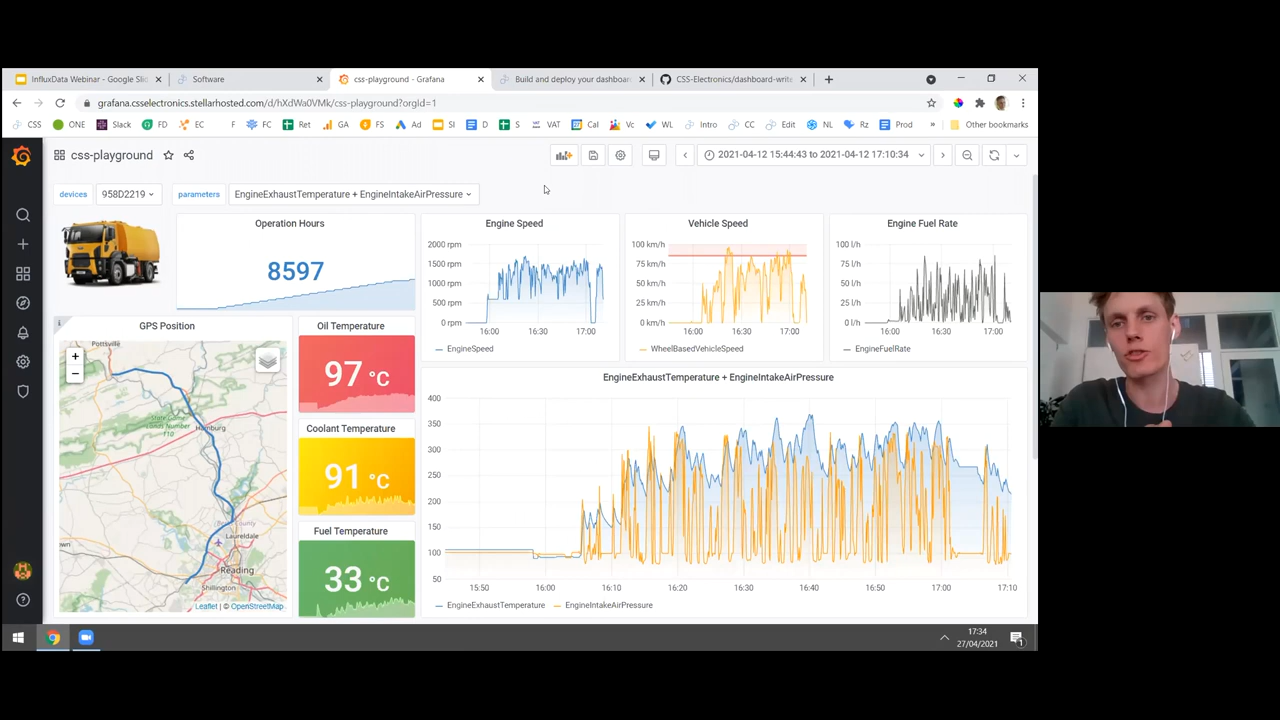 InfluxData Webinar - Google Slic
Software
css-playground - Grafana
Build and deploy your dashboard
CSS-Electronics/dashboard-write
grafana.csselectronics.stellarhosted.com/d/hXdWa0VMk/css-playground?orgId=1
CSS ONE Slack FD EC F FC Ret GA FS Ad SI D S VAT Cal Vc WL Intro CC Edit NL Rz Prod » Other bookmarks
css-playground
2021-04-12 15:44:43 to 2021-04-12 17:10:34
devices 958D2219 parameters EngineExhaustTemperature + EngineIntakeAirPressure
Operation Hours
8597
Engine Speed
2000 rpm
1500 rpm
1000 rpm
500 rpm
0 rpm
16:00 16:30 17:00
EngineSpeed
Vehicle Speed
100 km/h
75 km/h
50 km/h
25 km/h
0 km/h
16:00 16:30 17:00
WheelBasedVehicleSpeed
Engine Fuel Rate
100 l/h
75 l/h
50 l/h
25 l/h
0 l/h
16:00 16:30 17:00
EngineFuelRate
GPS Position
+
−
Pottsville
Hamburg
Laureldale
Reading
Shillington
Leaflet | © OpenStreetMap
Oil Temperature
97 °C
Coolant Temperature
91 °C
Fuel Temperature
33 °C
EngineExhaustTemperature + EngineIntakeAirPressure
400
350
300
250
200
150
100
50
15:50 16:00 16:10 16:20 16:30 16:40 16:50 17:00 17:10
EngineExhaustTemperature EngineIntakeAirPressure
17:34
27/04/2021